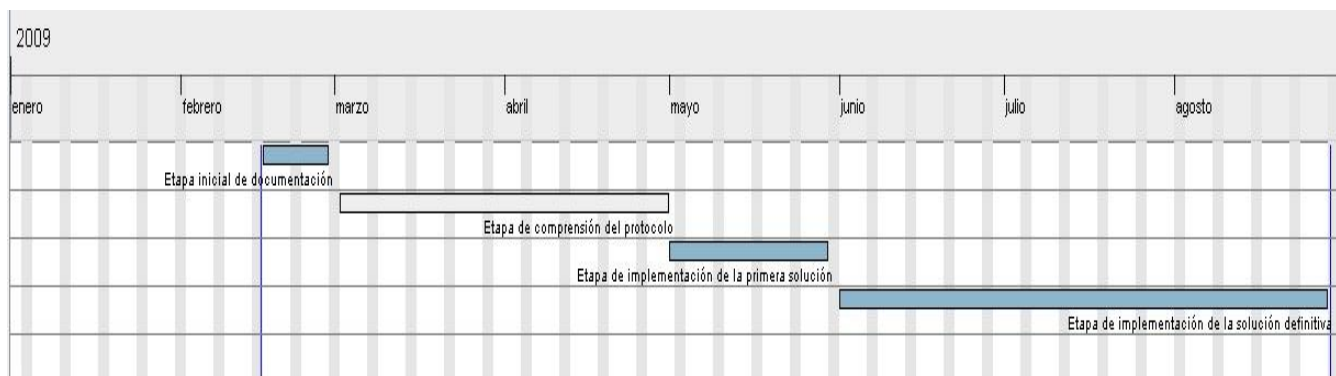 2009
enero febrero marzo abril mayo junio julio agosto
Etapa inicial de documentación
Etapa de comprensión del protocolo
Etapa de implementación de la primera solución
Etapa de implementación de la solución definitiva